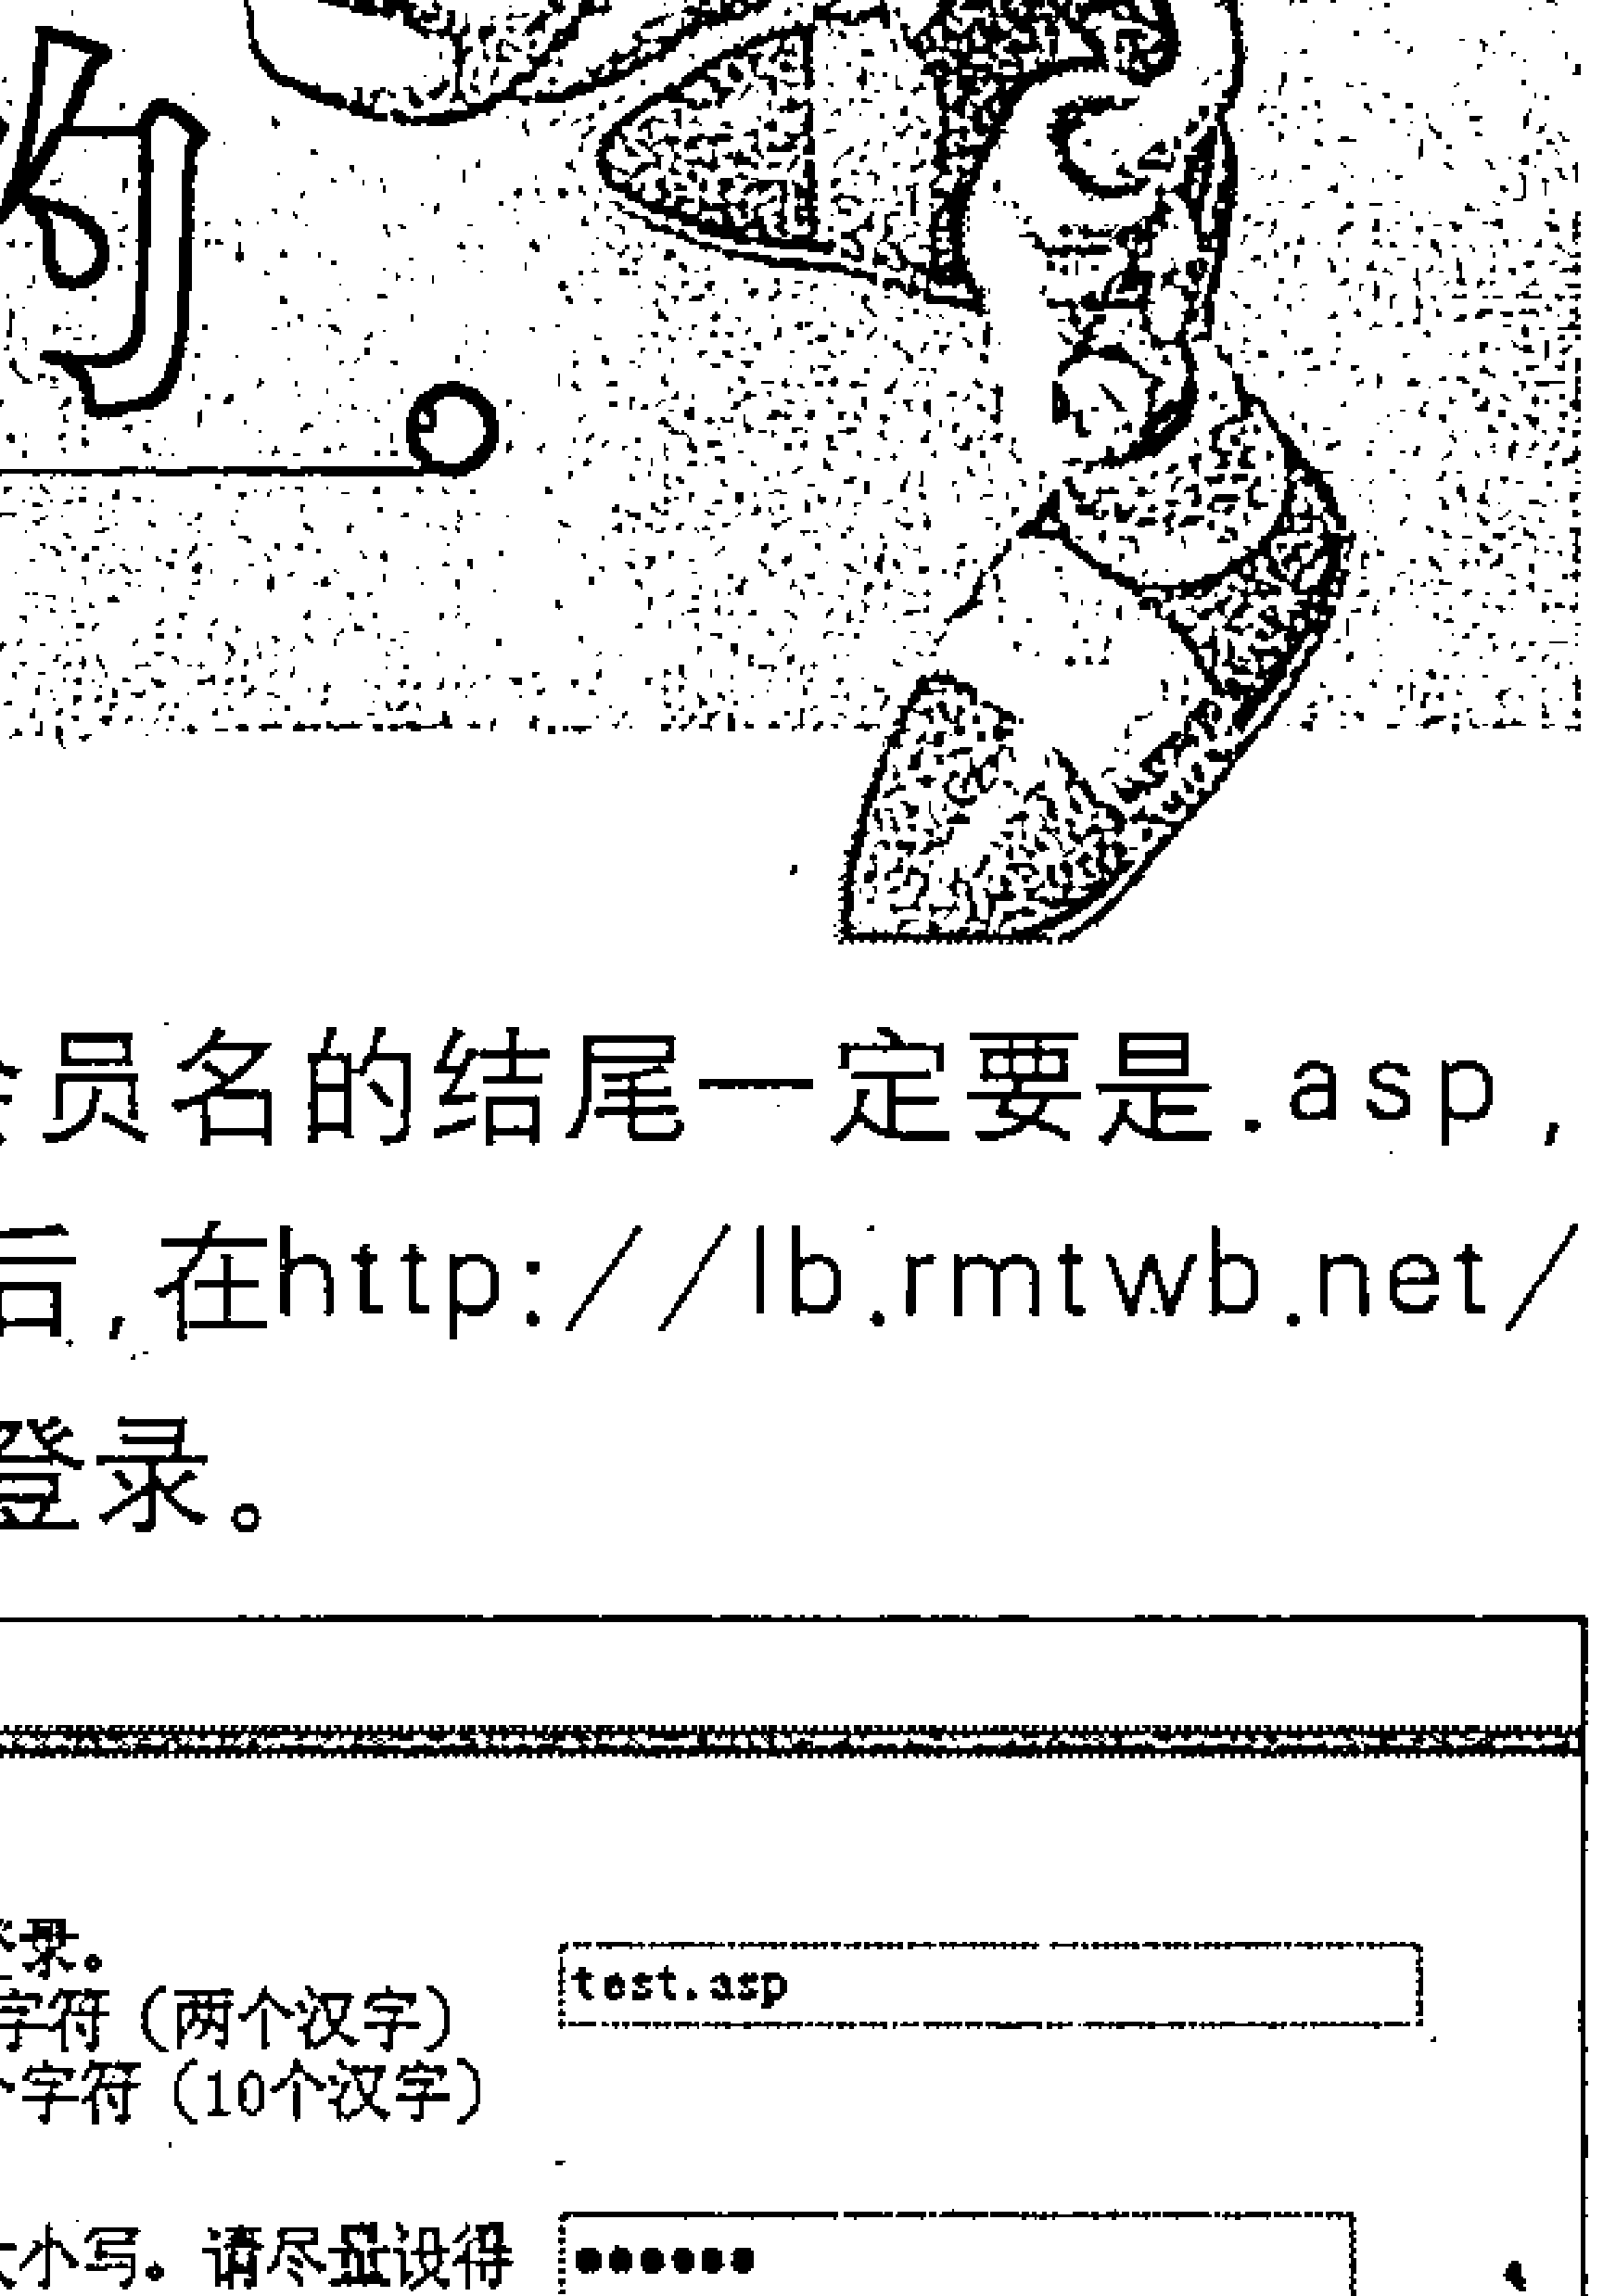 的
员名的结尾一定要是.asp,
后,在http://lb.rmtwb.net/
登录。
录。
test.asp
字符(两个汉字)
字符(10个汉字)
小写。请尽量设得